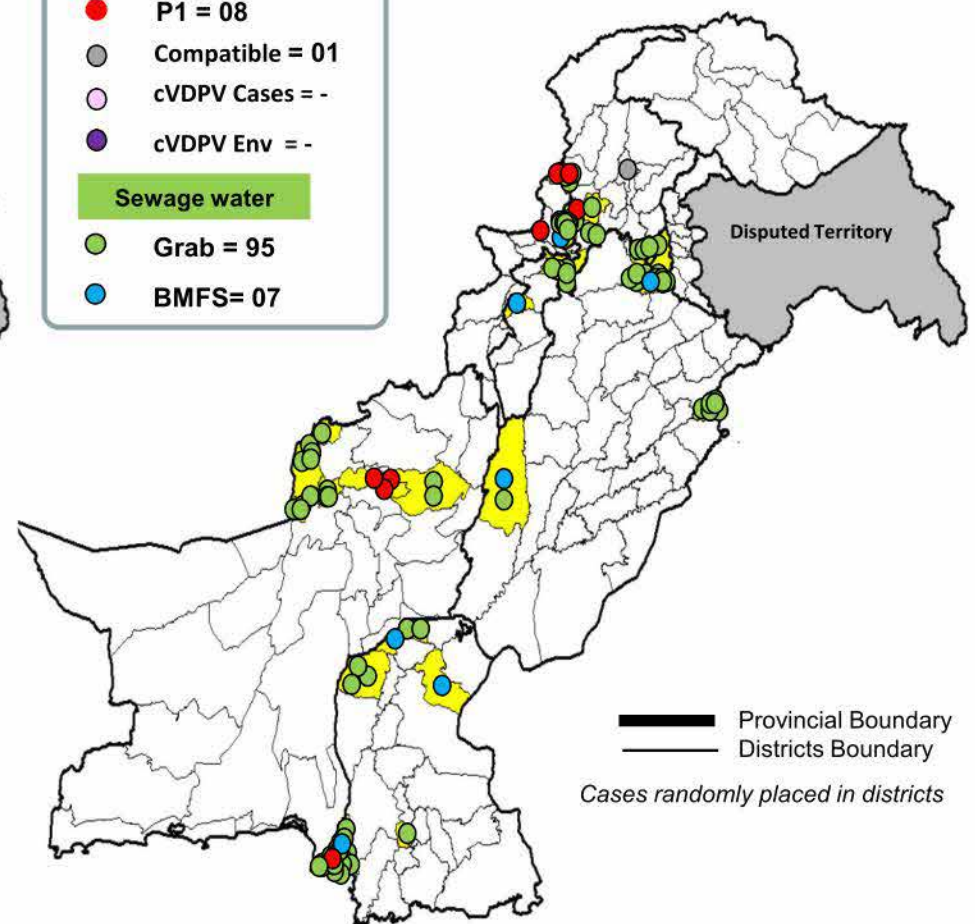 P1 = 08
Compatible = 01
cVDPV Cases = -
cVDPV Env = -
Sewage water
Grab = 95
BMFS= 07
Disputed Territory
Provincial Boundary
Districts Boundary
Cases randomly placed in districts